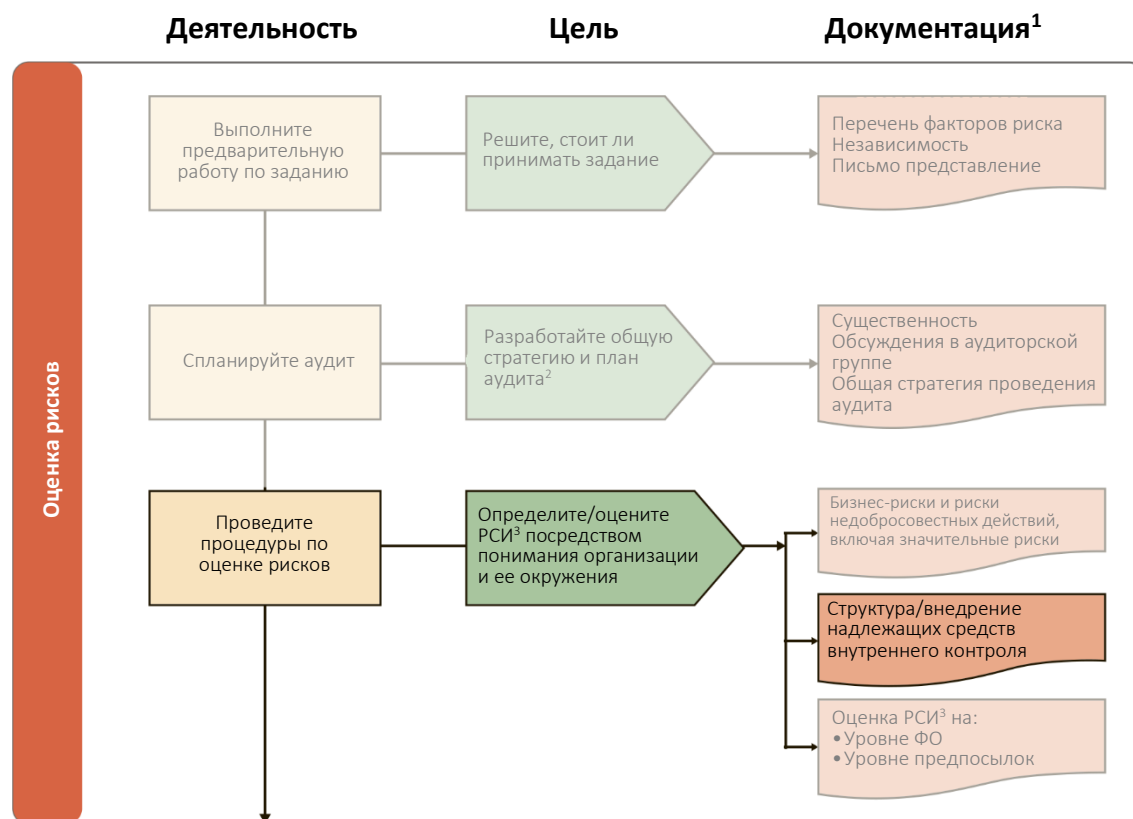 Деятельность
Цель
Документация¹
Оценка рисков
Выполните
предварительную
работу по заданию
Решите, стоит ли
принимать задание
Перечень факторов риска
Независимость
Письмо представление
Спланируйте аудит
Разработайте общую
стратегию и план
аудита²
Существенность
Обсуждения в аудиторской
группе
Общая стратегия проведения
аудита
Проведите
процедуры по
оценке рисков
Определите/оцените
РСИ³ посредством
понимания организации
и ее окружения
Бизнес-риски и риски
недобросовестных действий,
включая значительные риски
Структура/внедрение
надлежащих средств
внутреннего контроля
Оценка РСИ³ на:
•Уровне ФО
•Уровне предпосылок